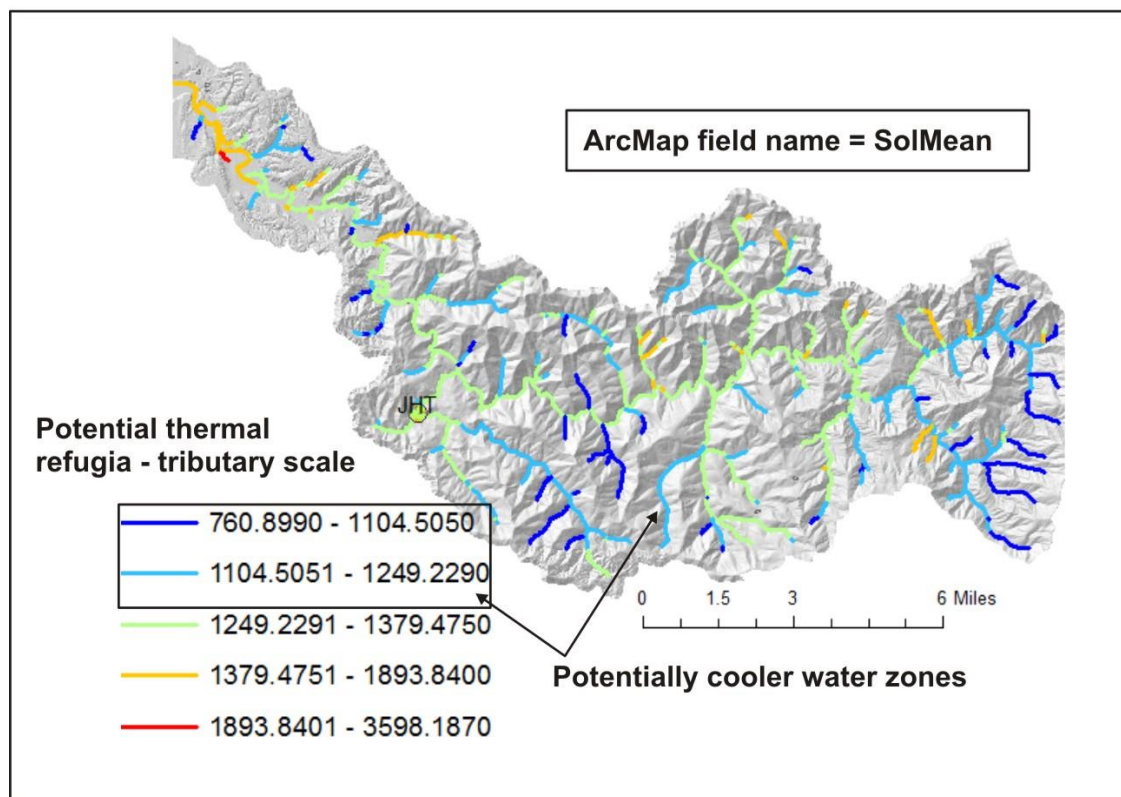 ArcMap field name = SolMean
JHT
Potential thermal
refugia - tributary scale
760.8990 - 1104.5050
1104.5051 - 1249.2290
1249.2291 - 1379.4750
1379.4751 - 1893.8400
1893.8401 - 3598.1870
0 1.5 3 6 Miles
Potentially cooler water zones